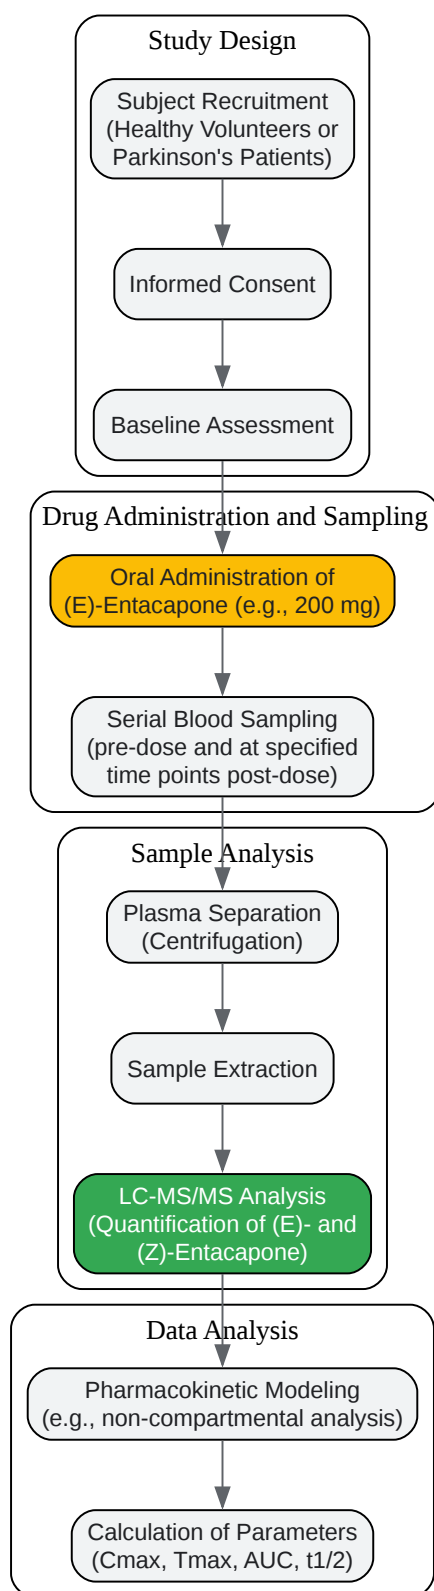 Study Design
Subject Recruitment
(Healthy Volunteers or
Parkinson's Patients)
Informed Consent
Baseline Assessment
Drug Administration and Sampling
Oral Administration of
(E)-Entacapone (e.g., 200 mg)
Serial Blood Sampling
(pre-dose and at specified
time points post-dose)
Sample Analysis
Plasma Separation
(Centrifugation)
Sample Extraction
LC-MS/MS Analysis
(Quantification of (E)- and
(Z)-Entacapone)
Data Analysis
Pharmacokinetic Modeling
(e.g., non-compartmental analysis)
Calculation of Parameters
(Cmax, Tmax, AUC, t1/2)